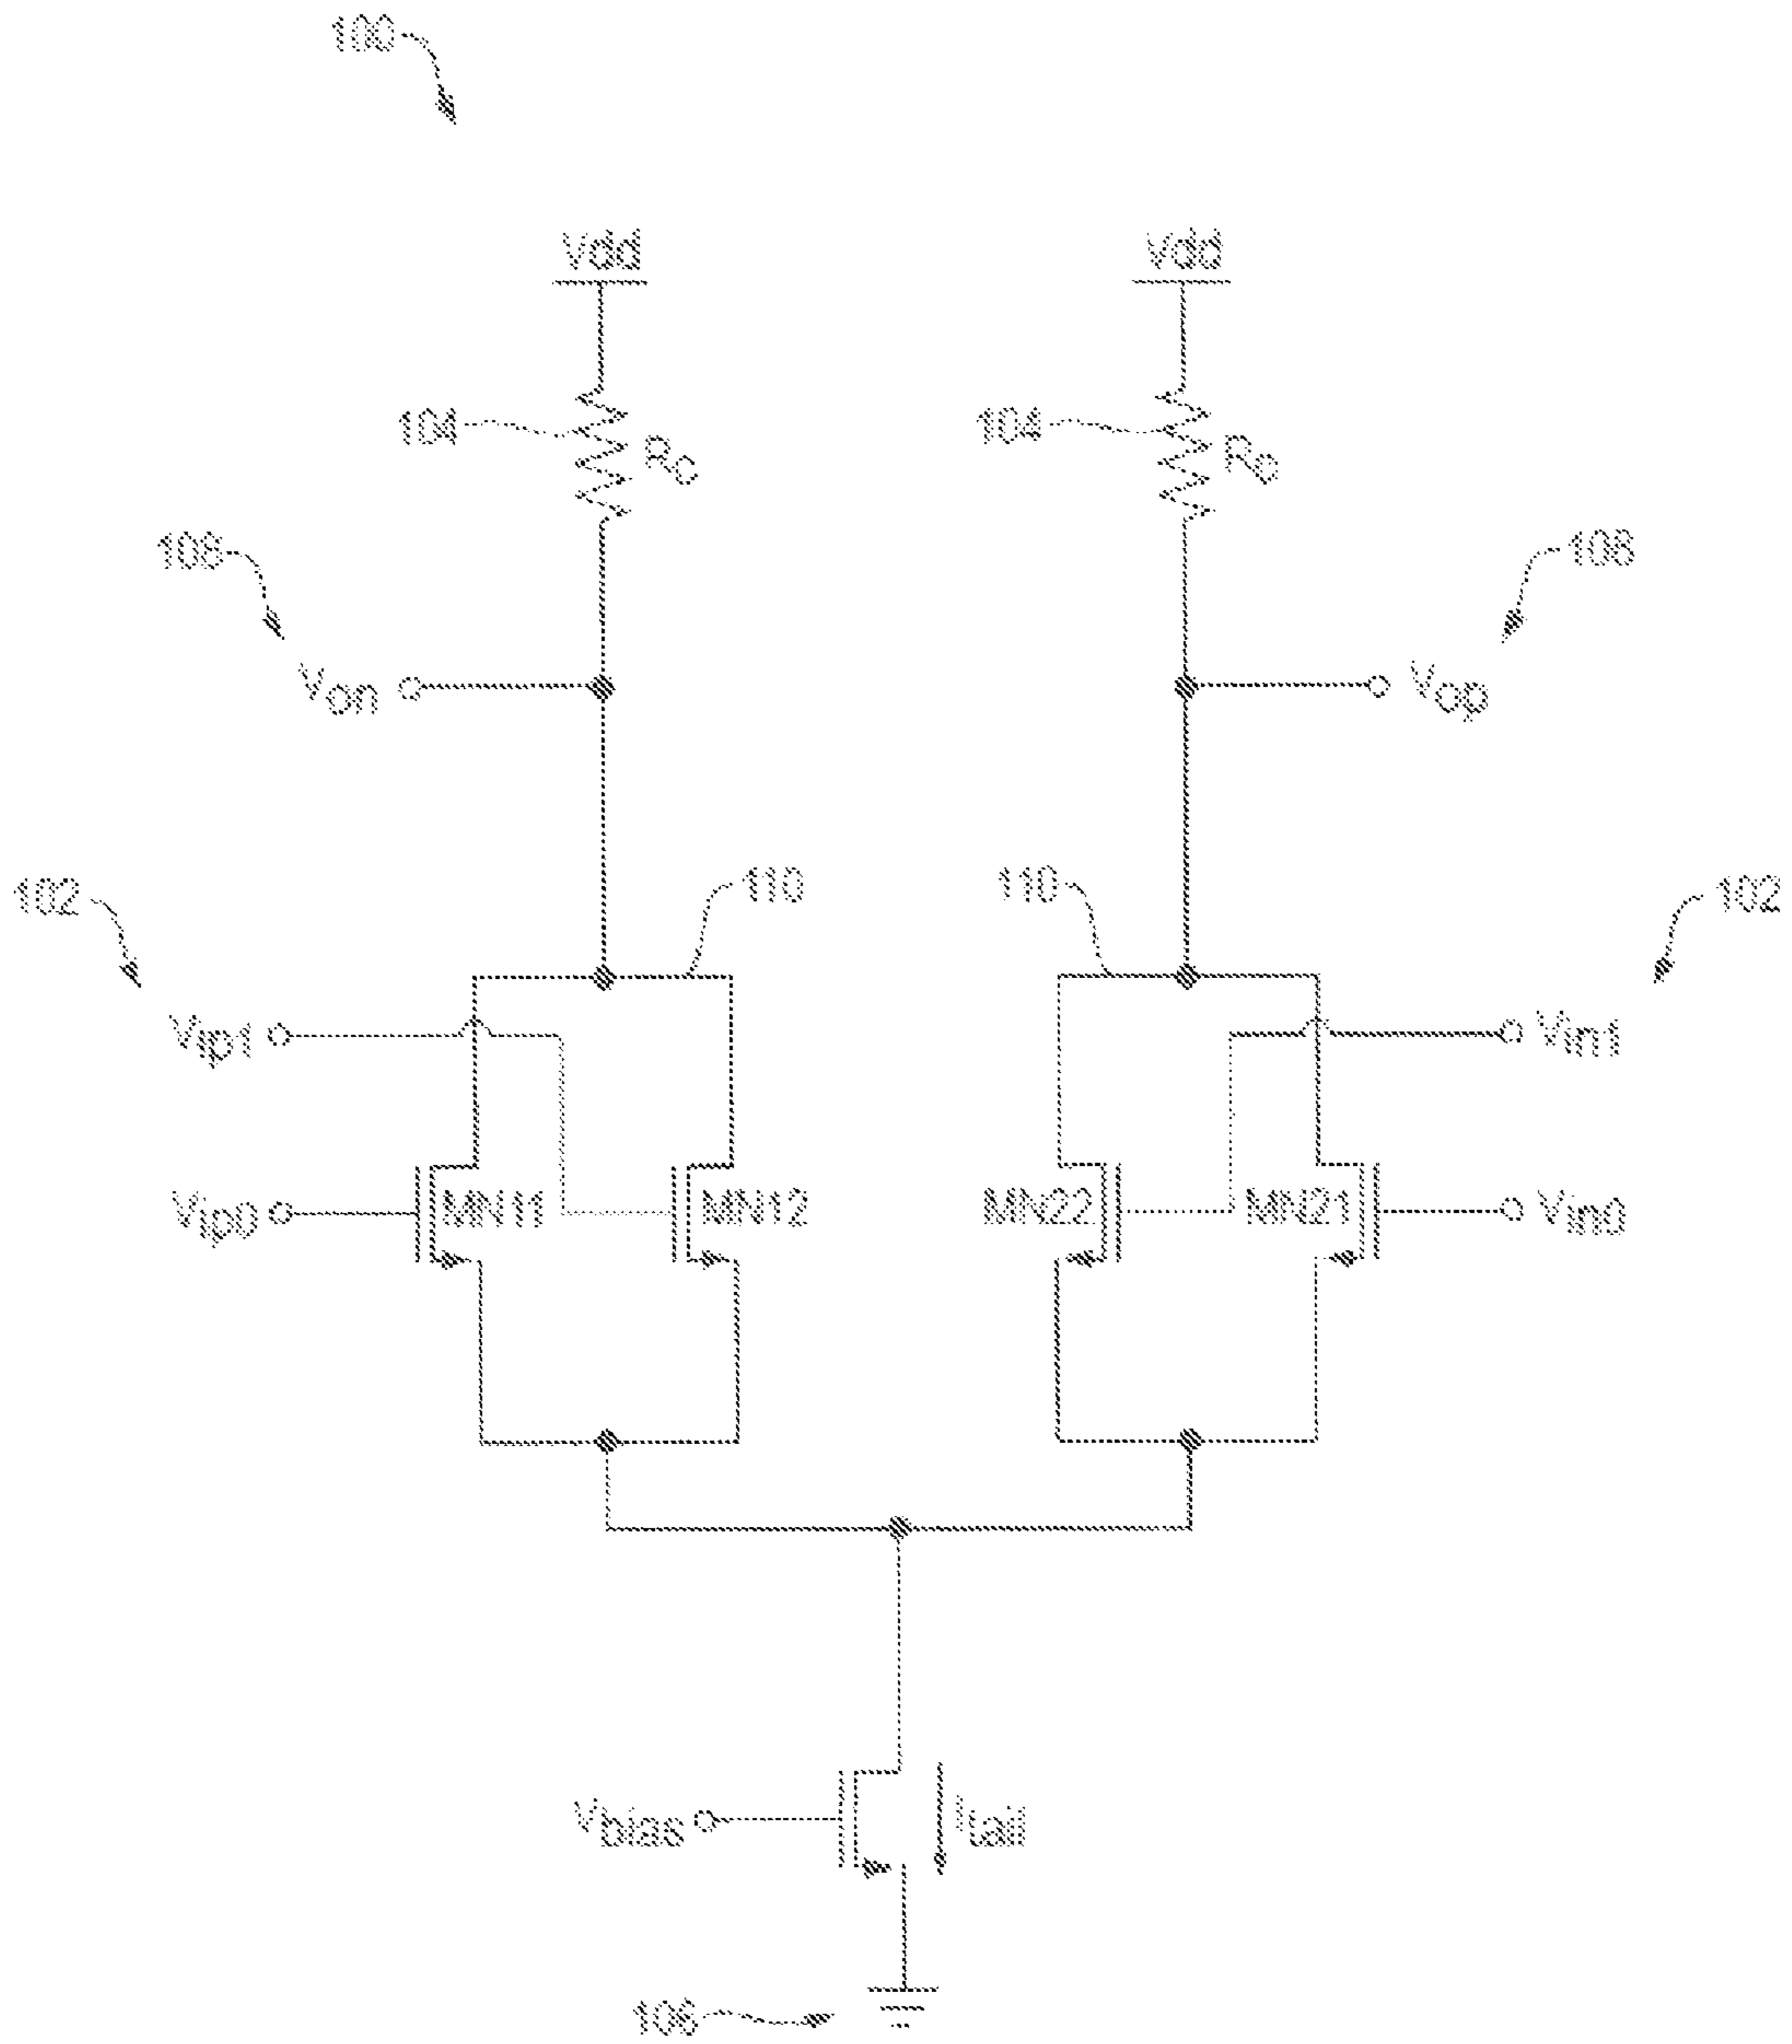 100
Vdd Vdd
104 RC 104 RC
108 108
Von Vop
102 110 110 102
Vip1 Vin1
Vip0 MN11 MN12 MN22 MN21 Vin0
Vbias Itail
106